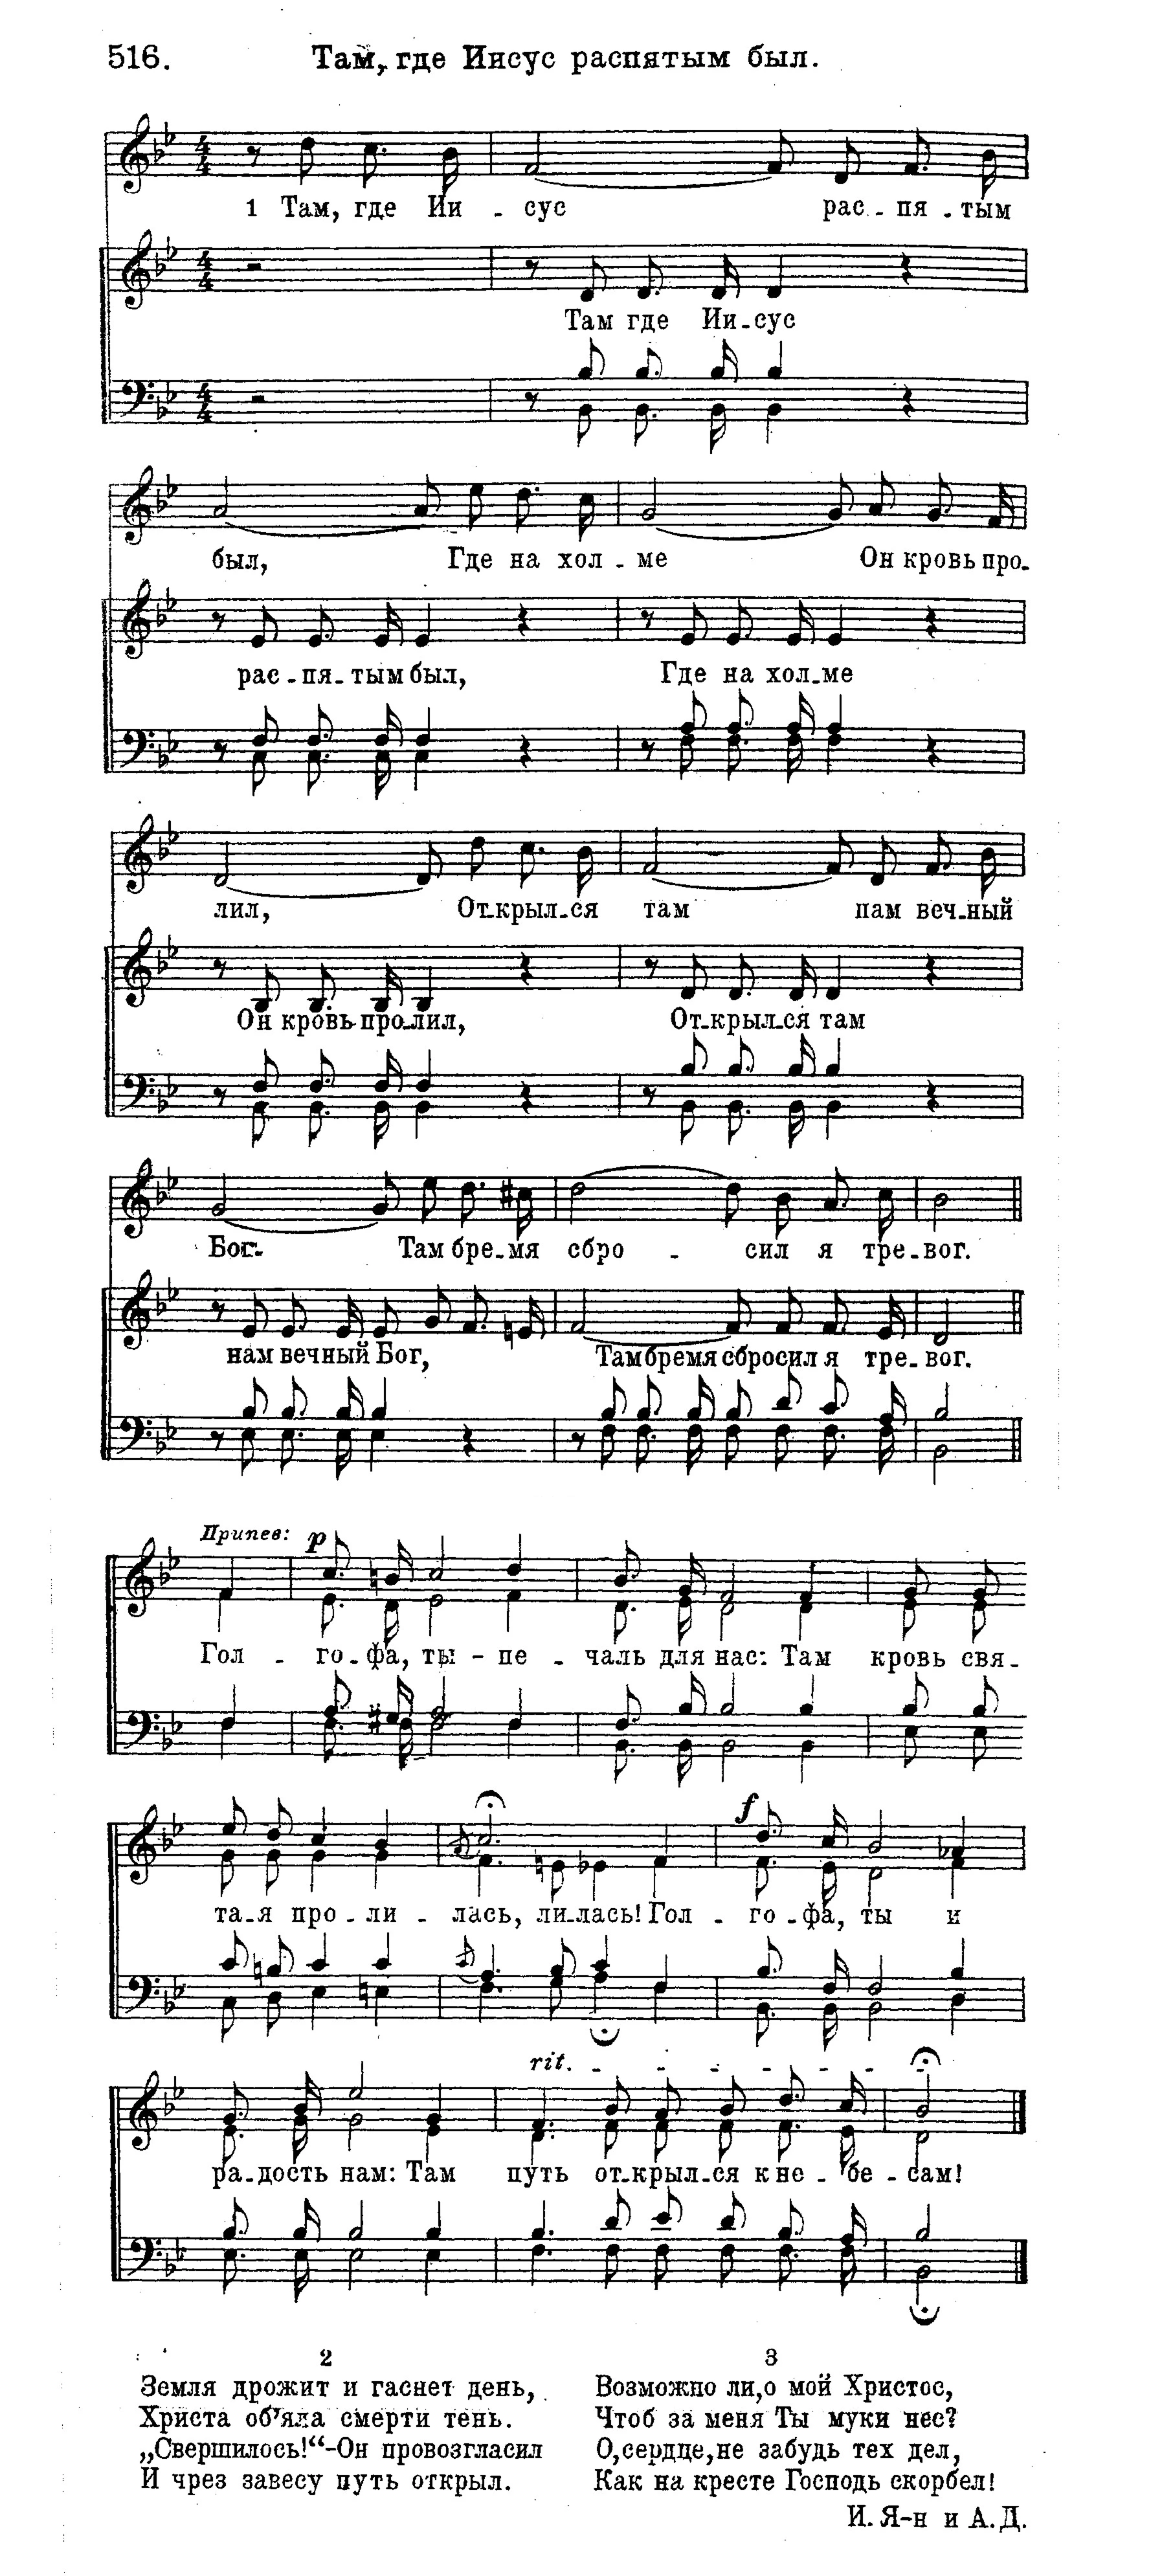 516. Там, где Иисус распятым был.
1 Там, где Ии - сус рас - пя - тым
Там где Ии - сус
был, Где на хол - ме Он кровь про-
рас - пя - тым был, Где на хол - ме
лил, От-крыл-ся там пам веч-ный
Он кровь про-лил, От-крыл-ся там
Бог. Там бре-мя сбро - сил я тре-вог.
нам вечный Бог, Там бремя сбросил я тре-вог.
Припев: p
Гол - го-фа, ты - пе - чаль для нас: Там кровь свя-
f
та-я про - ли - лась, ли-лась! Гол - го - фа, ты и
rit.
ра-дость нам: Там путь от-крыл-ся к не - бе - сам!
2
Земля дрожит и гаснет день,
Христа об'яла смерти тень.
„Свершилось!“-Он провозгласил
И чрез завесу путь открыл.
3
Возможно ли,о мой Христос,
Чтоб за меня Ты муки нес?
О,сердце,не забудь тех дел,
Как на кресте Господь скорбел!
И. Я-н и А. Д.